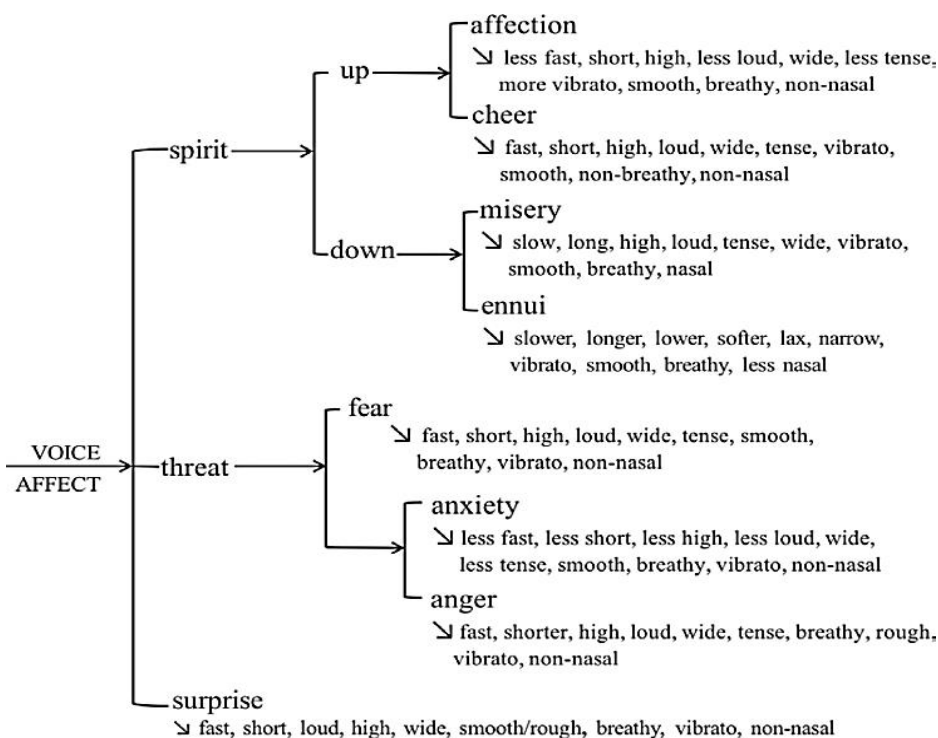 affection
↘ less fast, short, high, less loud, wide, less tense,
more vibrato, smooth, breathy, non-nasal
up
cheer
↘ fast, short, high, loud, wide, tense, vibrato,
smooth, non-breathy, non-nasal
spirit
misery
↘ slow, long, high, loud, tense, wide, vibrato,
smooth, breathy, nasal
down
ennui
↘ slower, longer, lower, softer, lax, narrow,
vibrato, smooth, breathy, less nasal
fear
↘ fast, short, high, loud, wide, tense, smooth,
breathy, vibrato, non-nasal
VOICE
AFFECT
threat
anxiety
↘ less fast, less short, less high, less loud, wide,
less tense, smooth, breathy, vibrato, non-nasal
anger
↘ fast, shorter, high, loud, wide, tense, breathy, rough,
vibrato, non-nasal
surprise
↘ fast, short, loud, high, wide, smooth/rough, breathy, vibrato, non-nasal